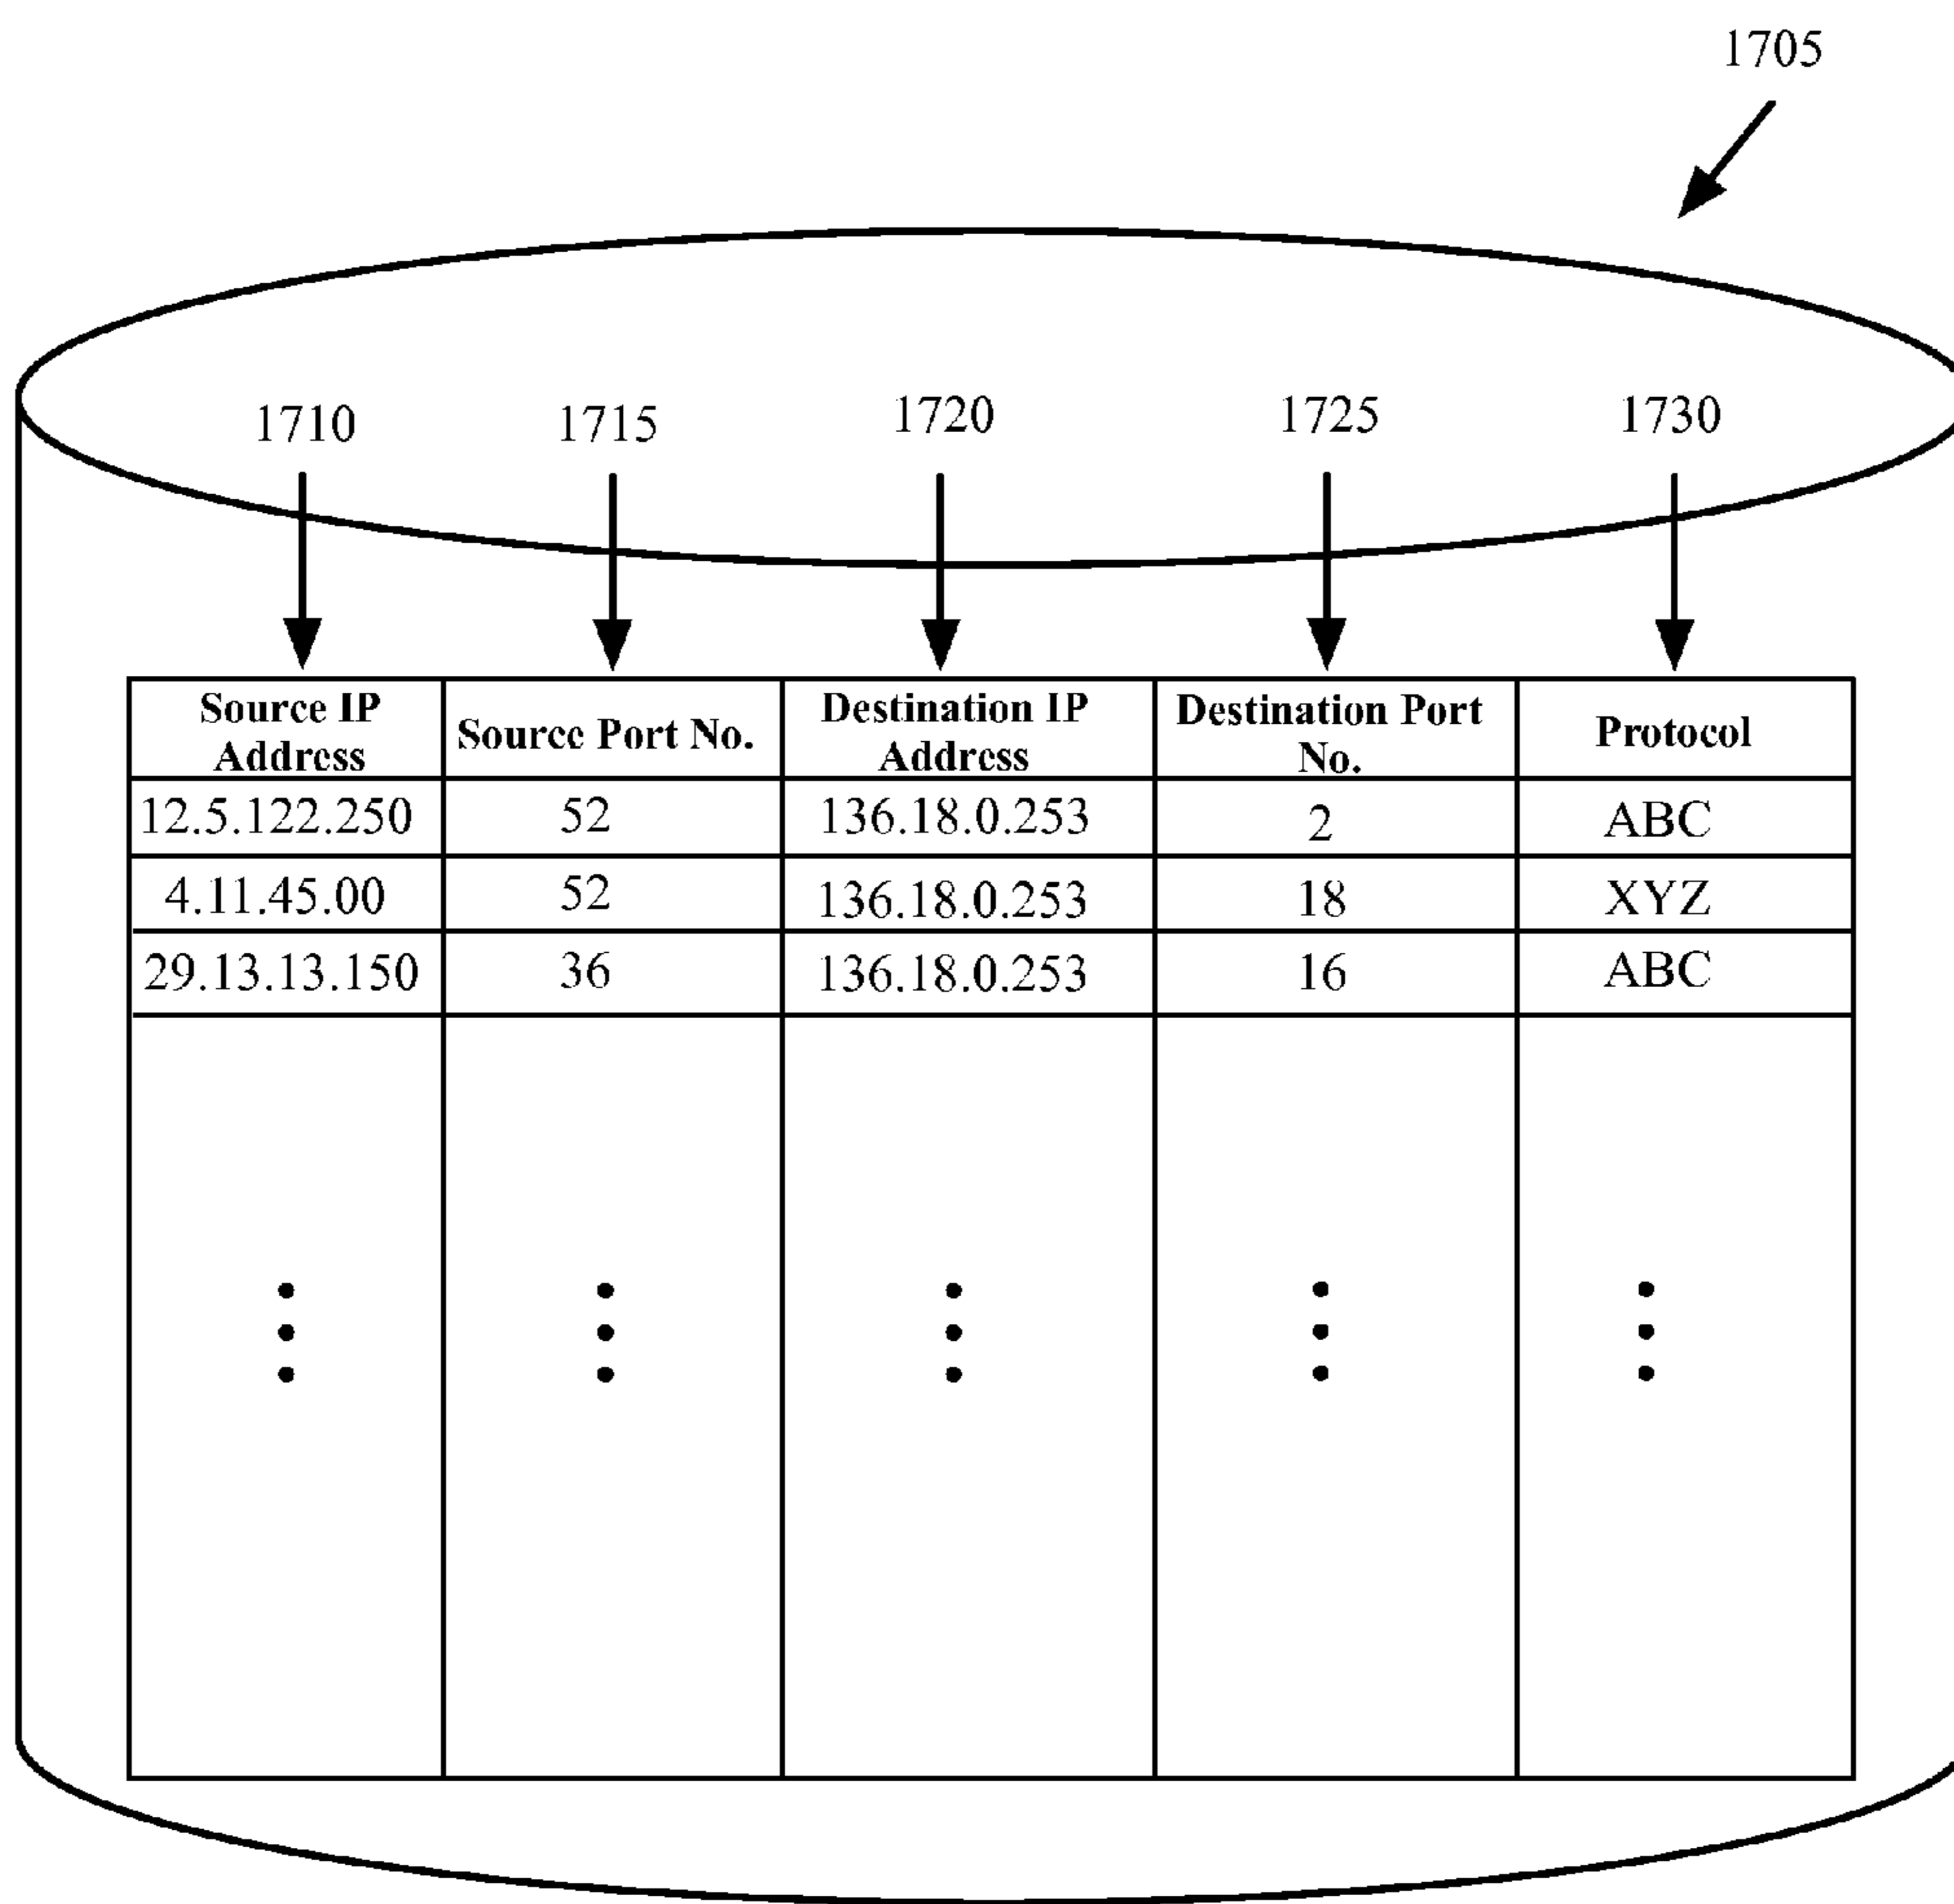 1705
1710 1715 1720 1725 1730
Source IP Address Source Port No. Destination IP Address Destination Port No. Protocol
12.5.122.250 52 136.18.0.253 2 ABC
4.11.45.00 52 136.18.0.253 18 XYZ
29.13.13.150 36 136.18.0.253 16 ABC